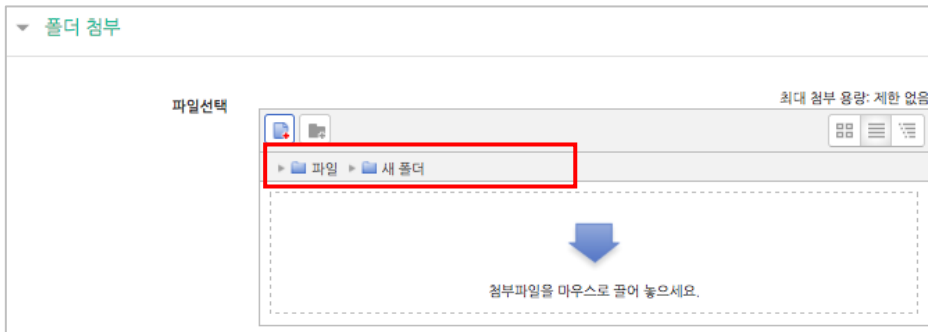 폴더 첨부
최대 첨부 용량: 제한 없음
파일선택
파일 새 폴더
첨부파일을 마우스로 끌어 놓으세요.